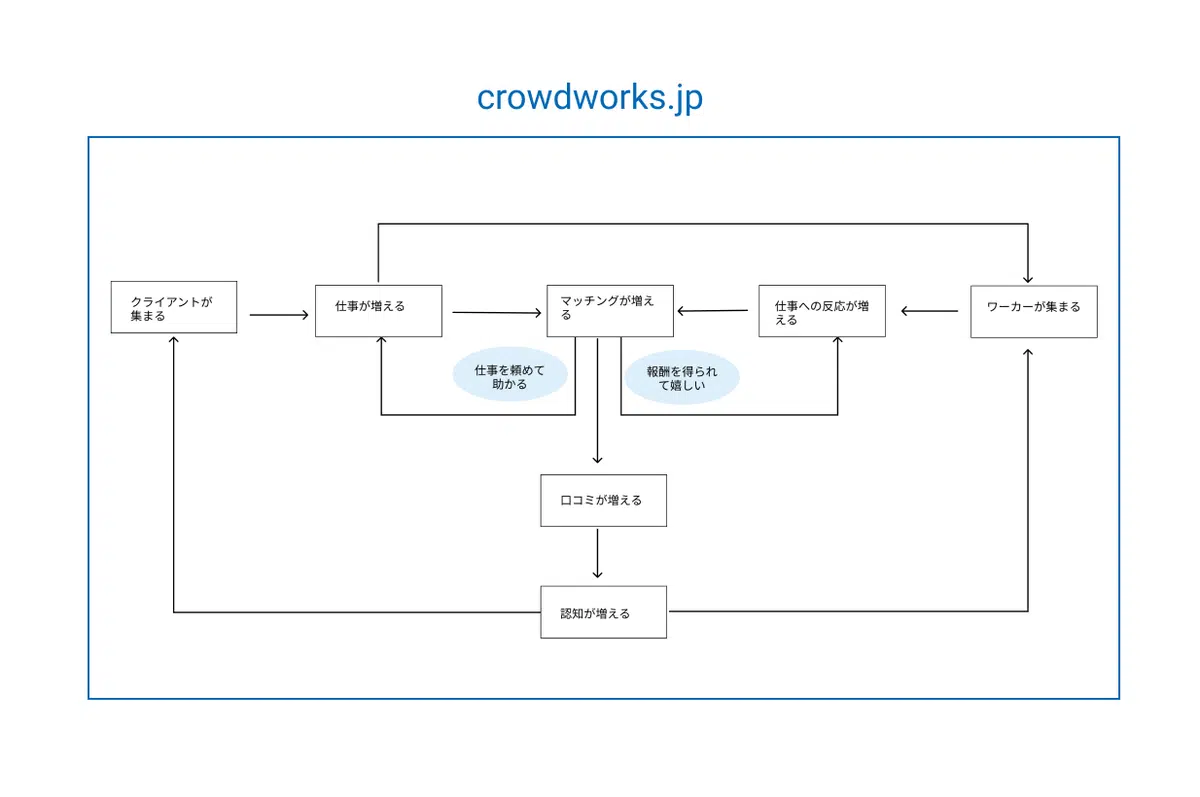 crowdworks.jp
クライアントが
集まる
仕事が増える
マッチングが増え
る
仕事への反応が増
える
ワーカーが集まる
仕事を頼めて
助かる
報酬を得られ
て嬉しい
口コミが増える
認知が増える